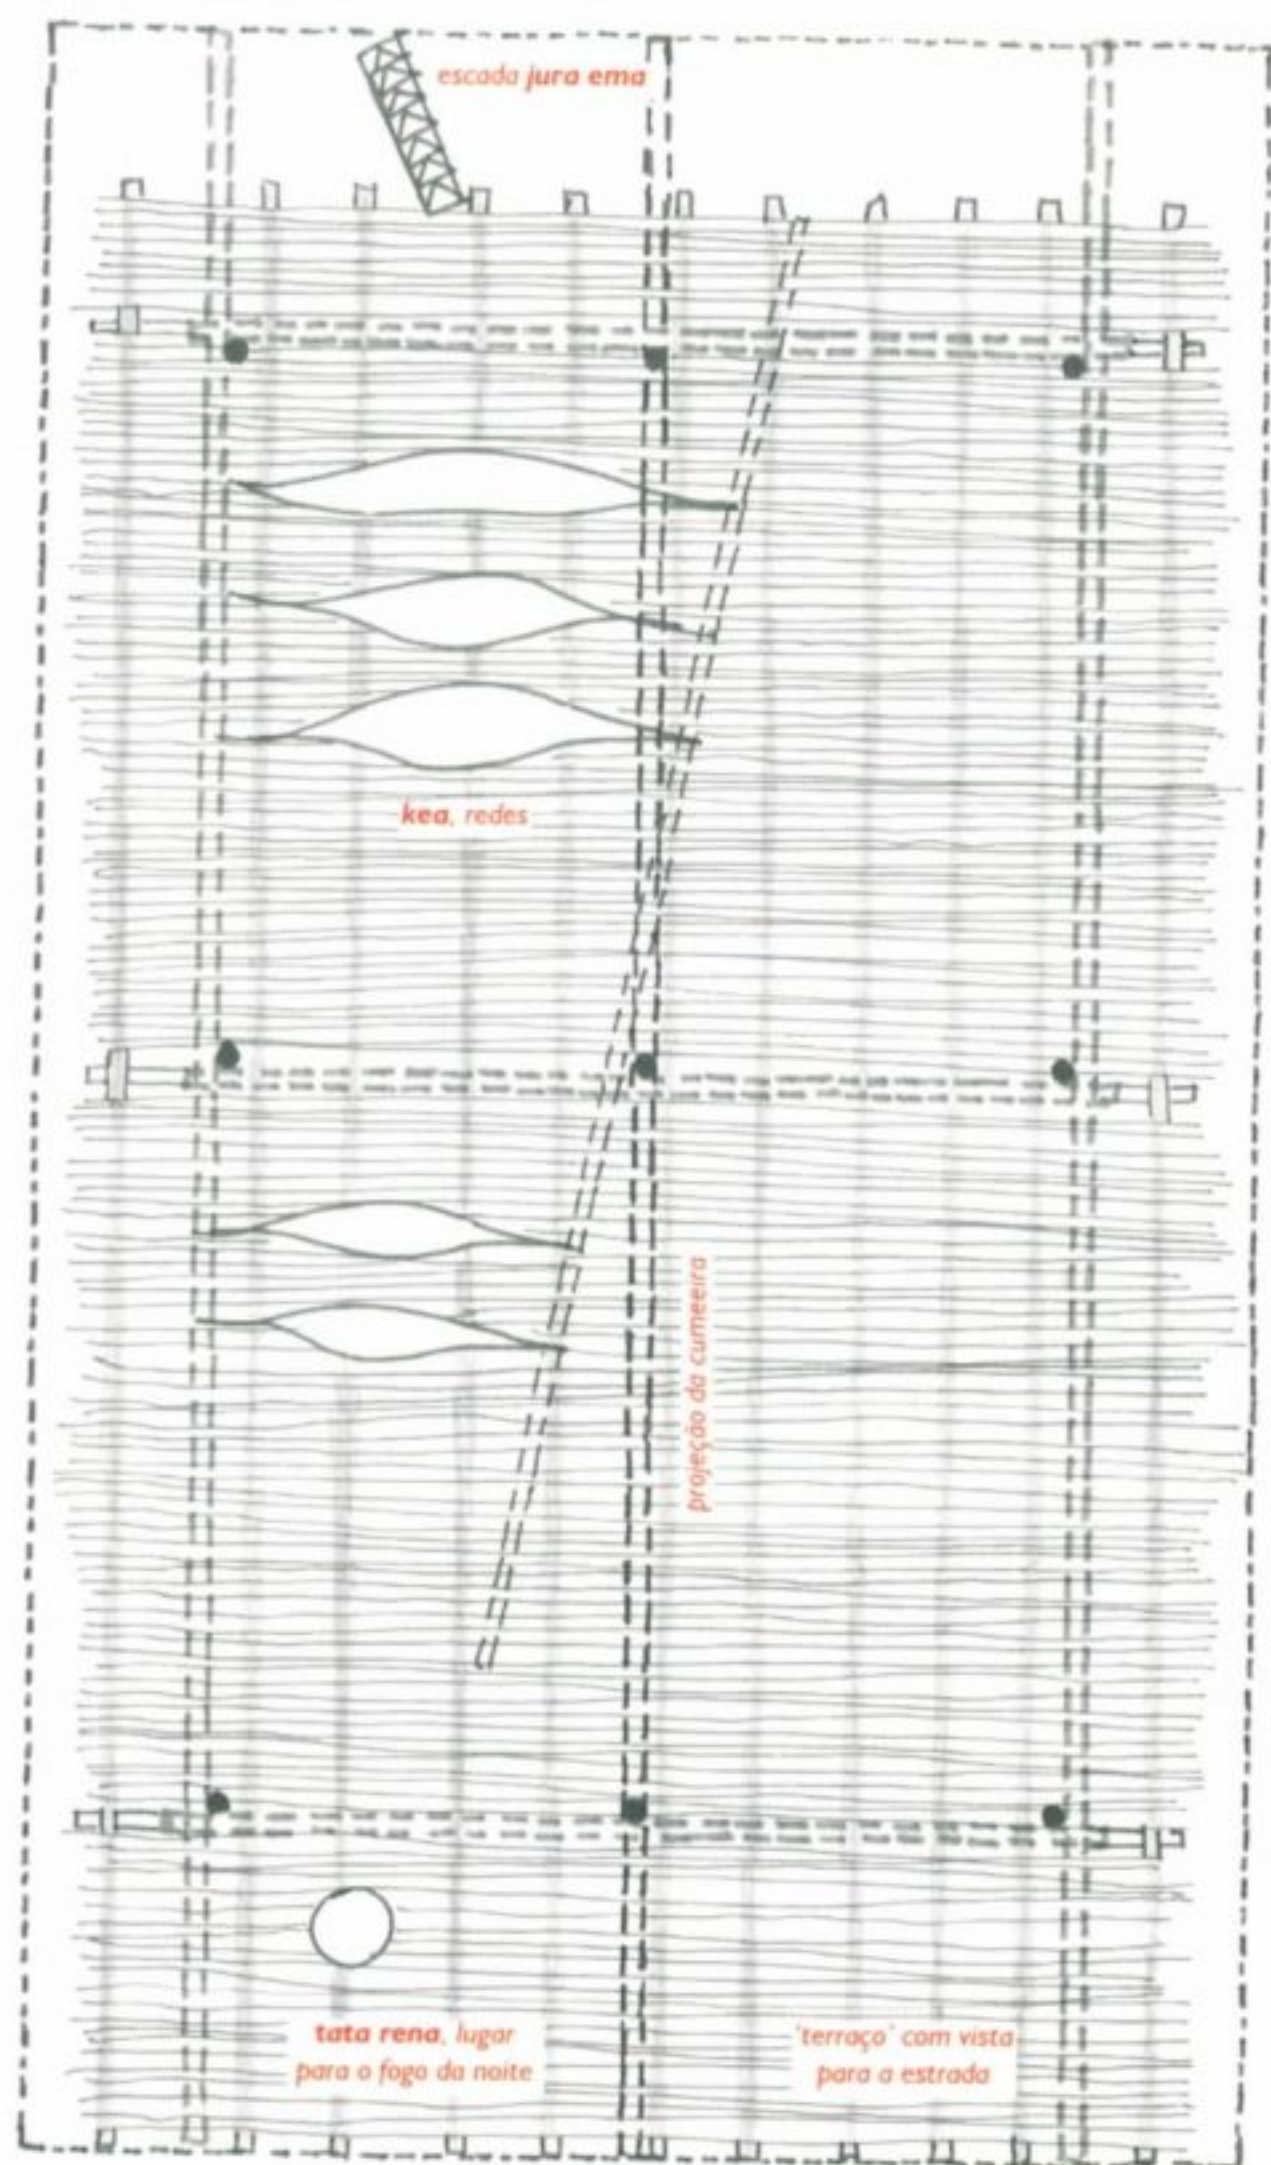 escada jura ema
kea, redes
projeção da cumeeira
tata rena, lugar
para o fogo da noite
'terraço' com vista
para a estrada